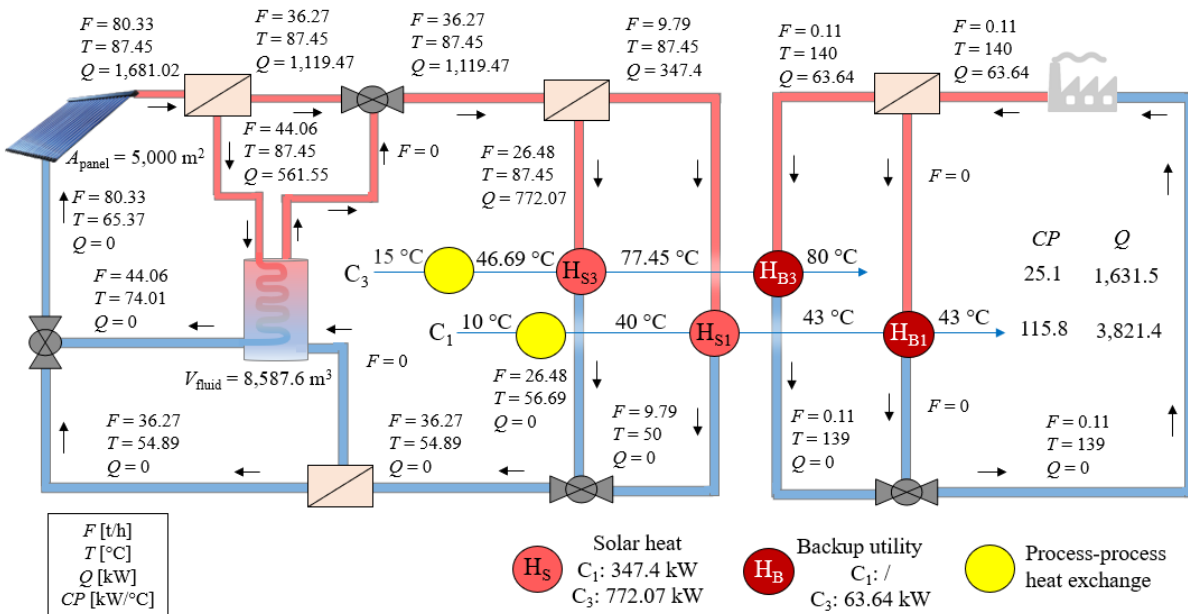 F = 80.33
T = 87.45
Q = 1,681.02
F = 36.27
T = 87.45
Q = 1,119.47
F = 36.27
T = 87.45
Q = 1,119.47
F = 9.79
T = 87.45
Q = 347.4
F = 0.11
T = 140
Q = 63.64
F = 0.11
T = 140
Q = 63.64
A_panel = 5,000 m²
F = 44.06
T = 87.45
Q = 561.55
F = 0
F = 26.48
T = 87.45
Q = 772.07
F = 0
F = 80.33
T = 65.37
Q = 0
F = 44.06
T = 74.01
Q = 0
C₃
15 °C
46.69 °C
H_S3
77.45 °C
H_B3
80 °C
CP Q
25.1 1,631.5
C₁
10 °C
40 °C
H_S1
43 °C
H_B1
43 °C
115.8 3,821.4
V_fluid = 8,587.6 m³
F = 0
F = 26.48
T = 56.69
Q = 0
F = 9.79
T = 50
Q = 0
F = 0.11
T = 139
Q = 0
F = 0
F = 0.11
T = 139
Q = 0
F = 36.27
T = 54.89
Q = 0
F = 36.27
T = 54.89
Q = 0
F [t/h]
T [°C]
Q [kW]
CP [kW/°C]
H_S
Solar heat
C₁: 347.4 kW
C₃: 772.07 kW
H_B
Backup utility
C₁: /
C₃: 63.64 kW
Process-process
heat exchange